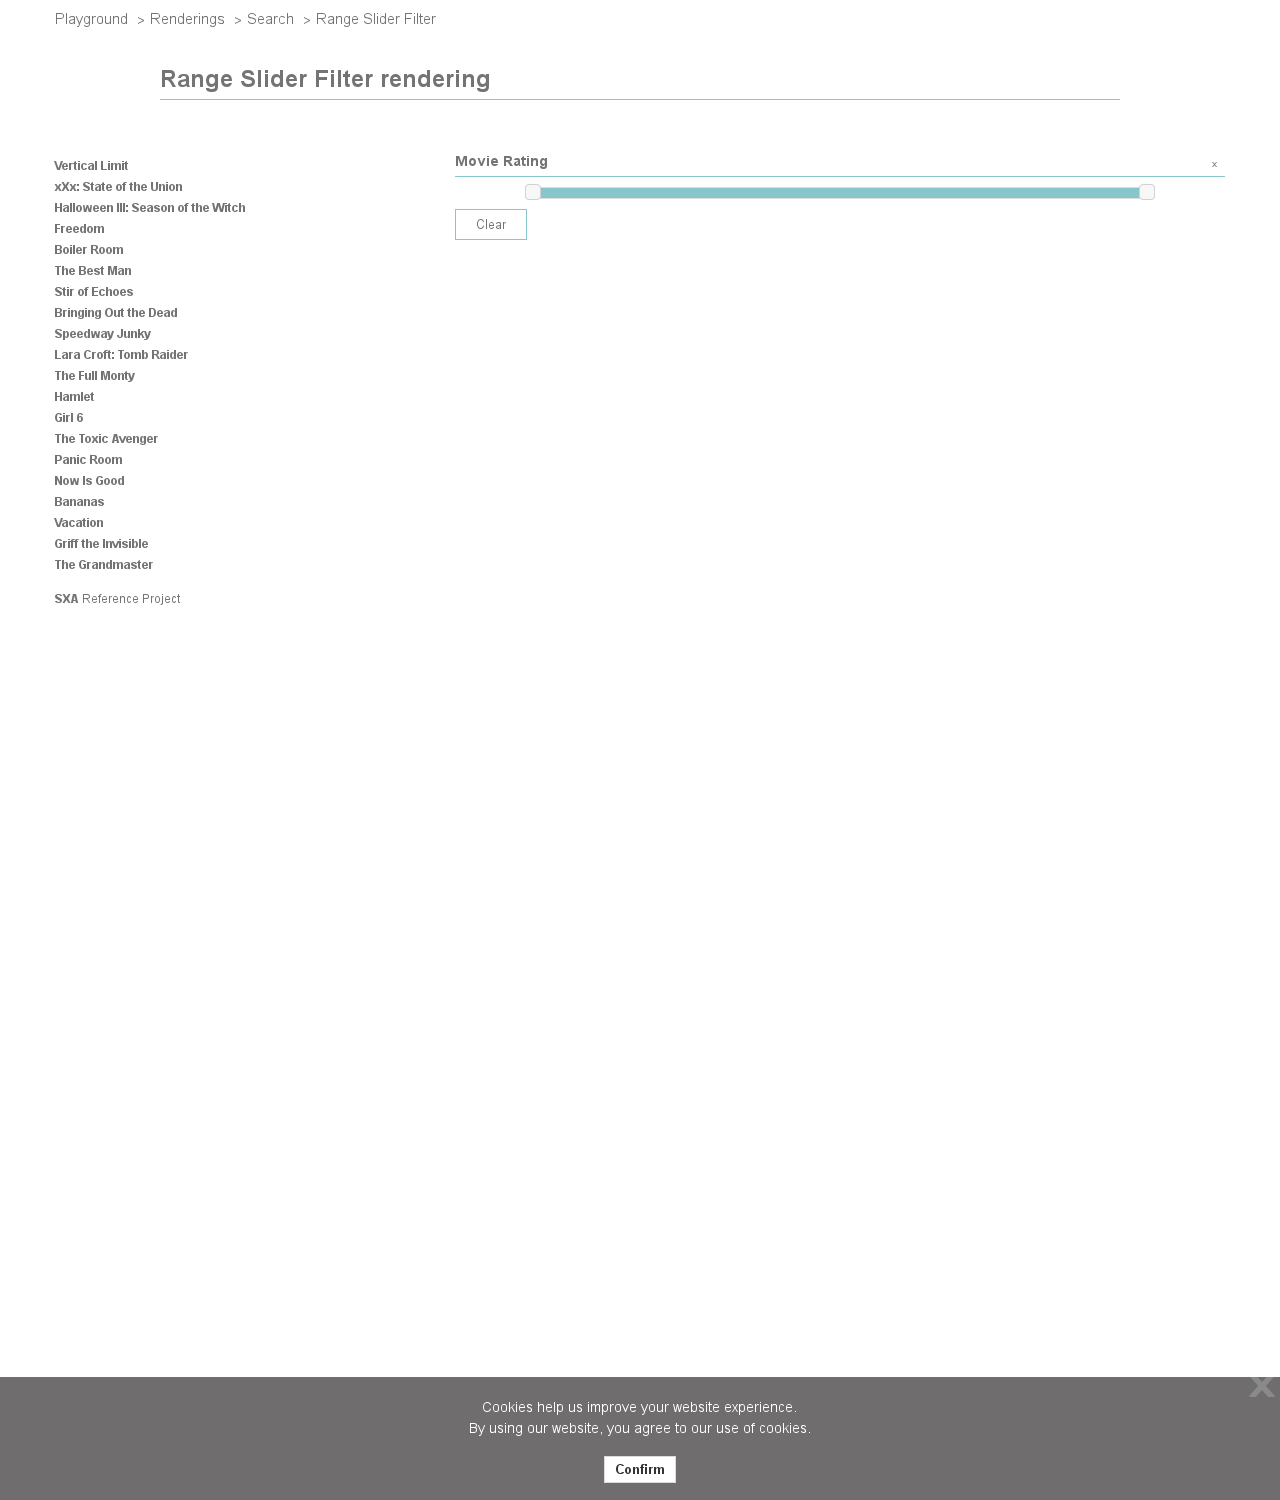 Playground > Renderings > Search > Range Slider Filter
Range Slider Filter rendering
Vertical Limit
xXx: State of the Union
Halloween III: Season of the Witch
Freedom
Boiler Room
The Best Man
Stir of Echoes
Bringing Out the Dead
Speedway Junky
Lara Croft: Tomb Raider
The Full Monty
Hamlet
Girl 6
The Toxic Avenger
Panic Room
Now Is Good
Bananas
Vacation
Griff the Invisible
The Grandmaster
SXA Reference Project
Movie Rating x
Clear
Cookies help us improve your website experience.
By using our website, you agree to our use of cookies.
Confirm
X